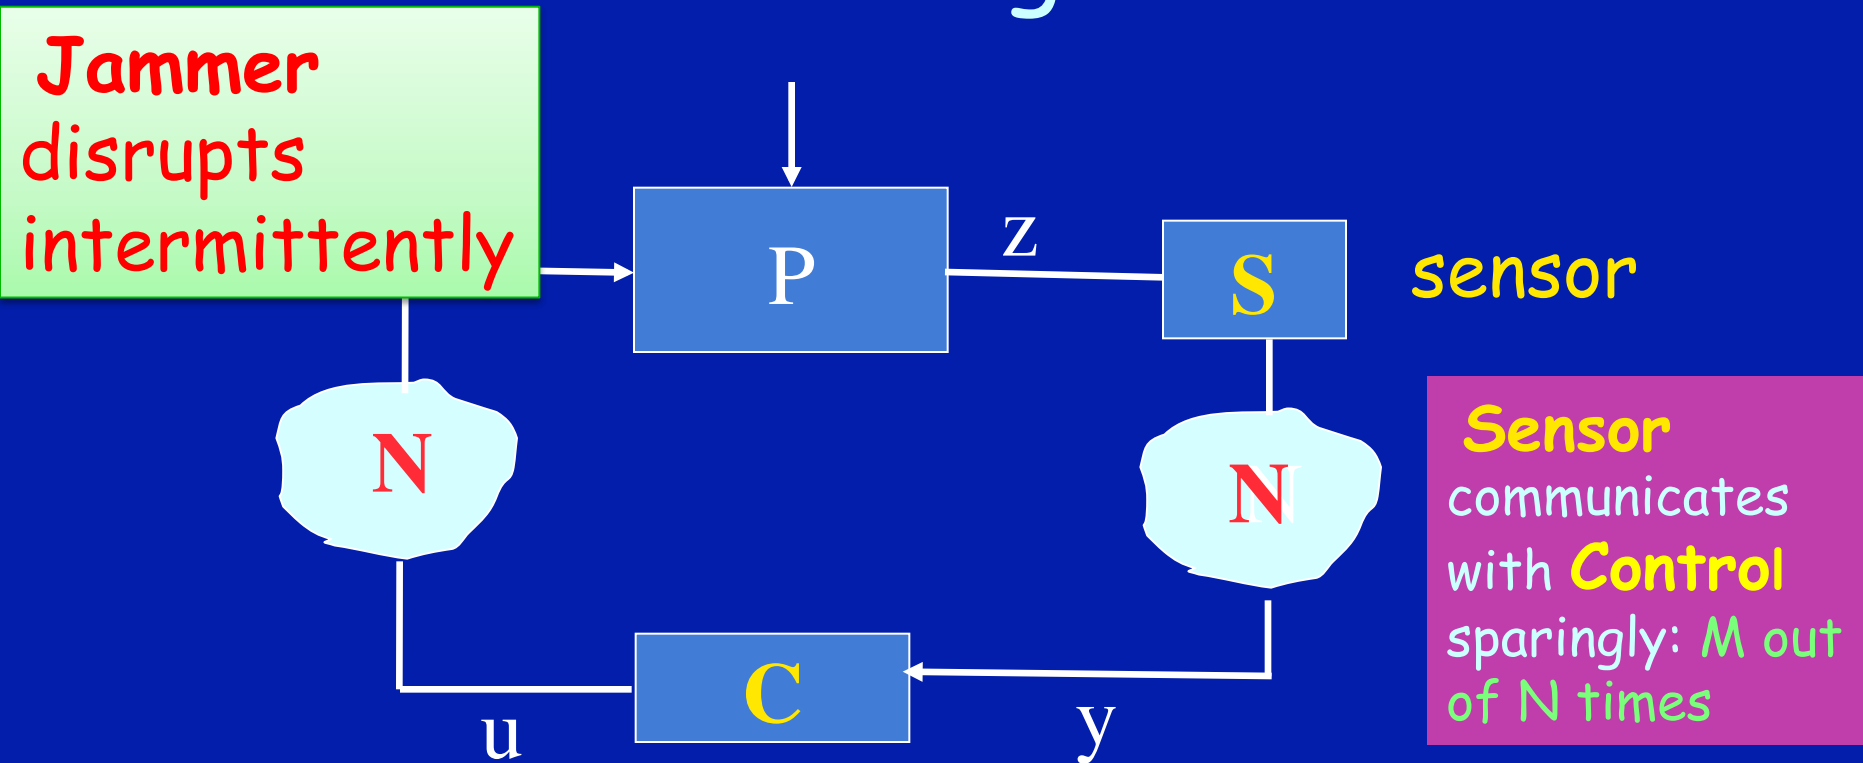 Jammer
disrupts
intermittently
P
z
S
sensor
N
N
Sensor
communicates
with Control
sparingly: M out
of N times
C
u
y